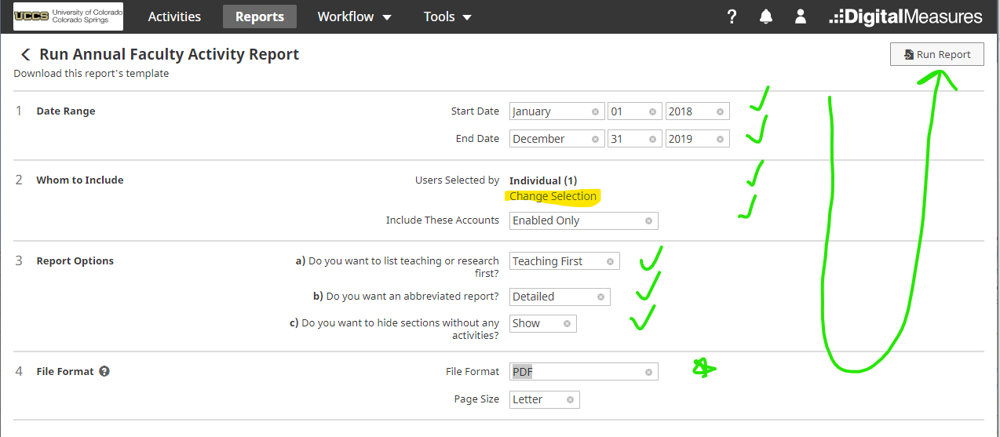 UCCS University of Colorado
Colorado Springs
Activities Reports Workflow Tools ? DigitalMeasures
Run Annual Faculty Activity Report
Run Report
Download this report's template
1 Date Range Start Date January 01 2018
End Date December 31 2019
2 Whom to Include Users Selected by Individual (1)
Change Selection
Include These Accounts Enabled Only
3 Report Options a) Do you want to list teaching or research Teaching First
first?
b) Do you want an abbreviated report? Detailed
c) Do you want to hide sections without any Show
activities?
4 File Format ? File Format PDF
Page Size Letter